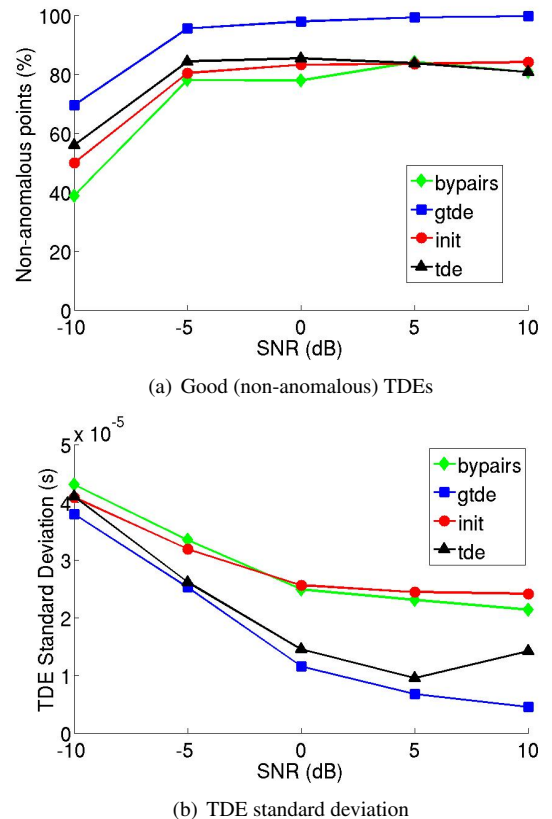 100
80
60
40
20
0
Non-anomalous points (%)
bypairs
gtde
init
tde
-10 -5 0 5 10
SNR (dB)
(a) Good (non-anomalous) TDEs
x 10^-5
5
4
3
2
1
0
TDE Standard Deviation (s)
bypairs
gtde
init
tde
-10 -5 0 5 10
SNR (dB)
(b) TDE standard deviation